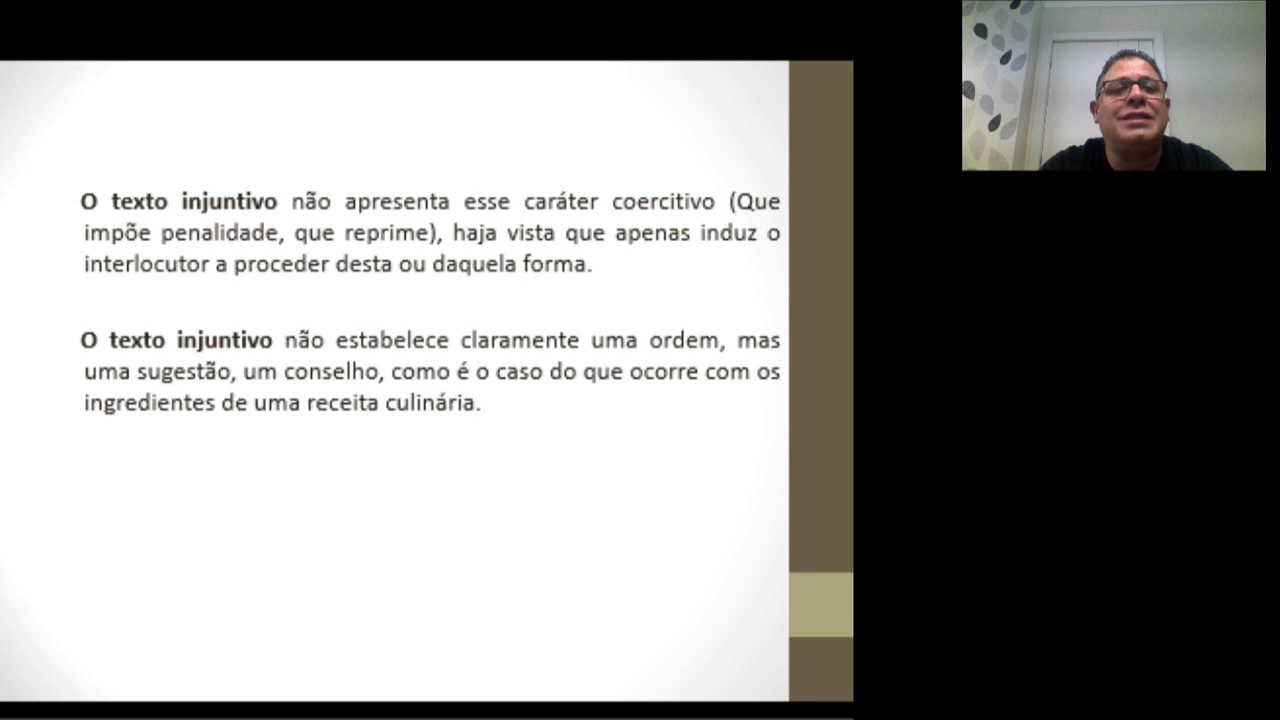 O texto injuntivo não apresenta esse caráter coercitivo (Que
impõe penalidade, que reprime), haja vista que apenas induz o
interlocutor a proceder desta ou daquela forma.
O texto injuntivo não estabelece claramente uma ordem, mas
uma sugestão, um conselho, como é o caso do que ocorre com os
ingredientes de uma receita culinária.